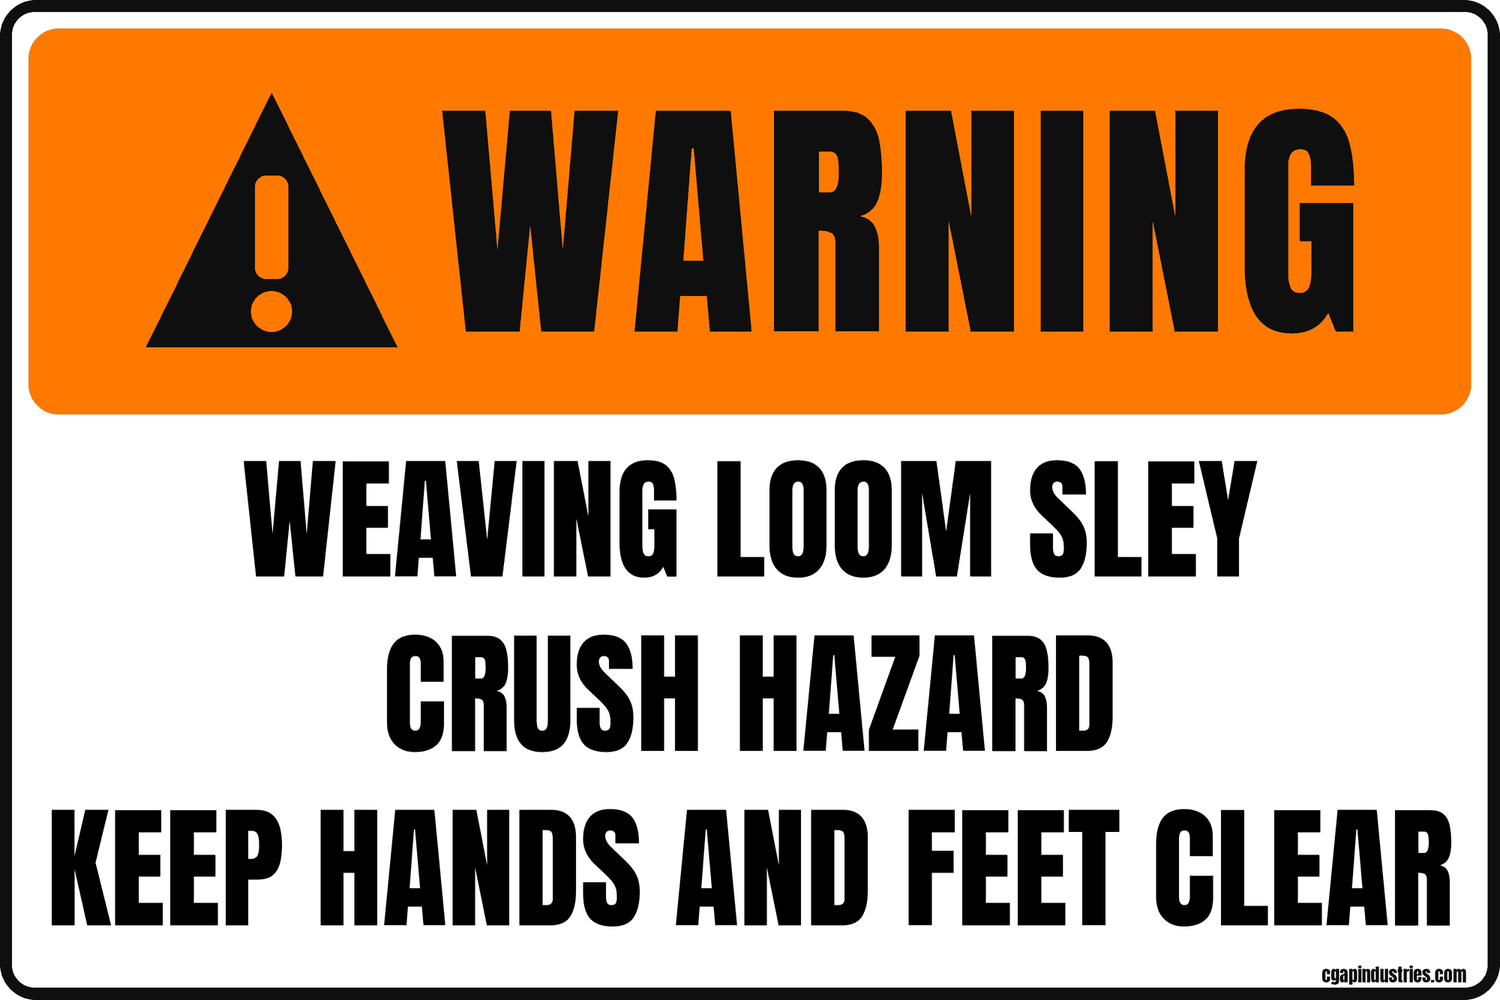 WARNING
WEAVING LOOM SLEY
CRUSH HAZARD
KEEP HANDS AND FEET CLEAR
cgapindustries.com